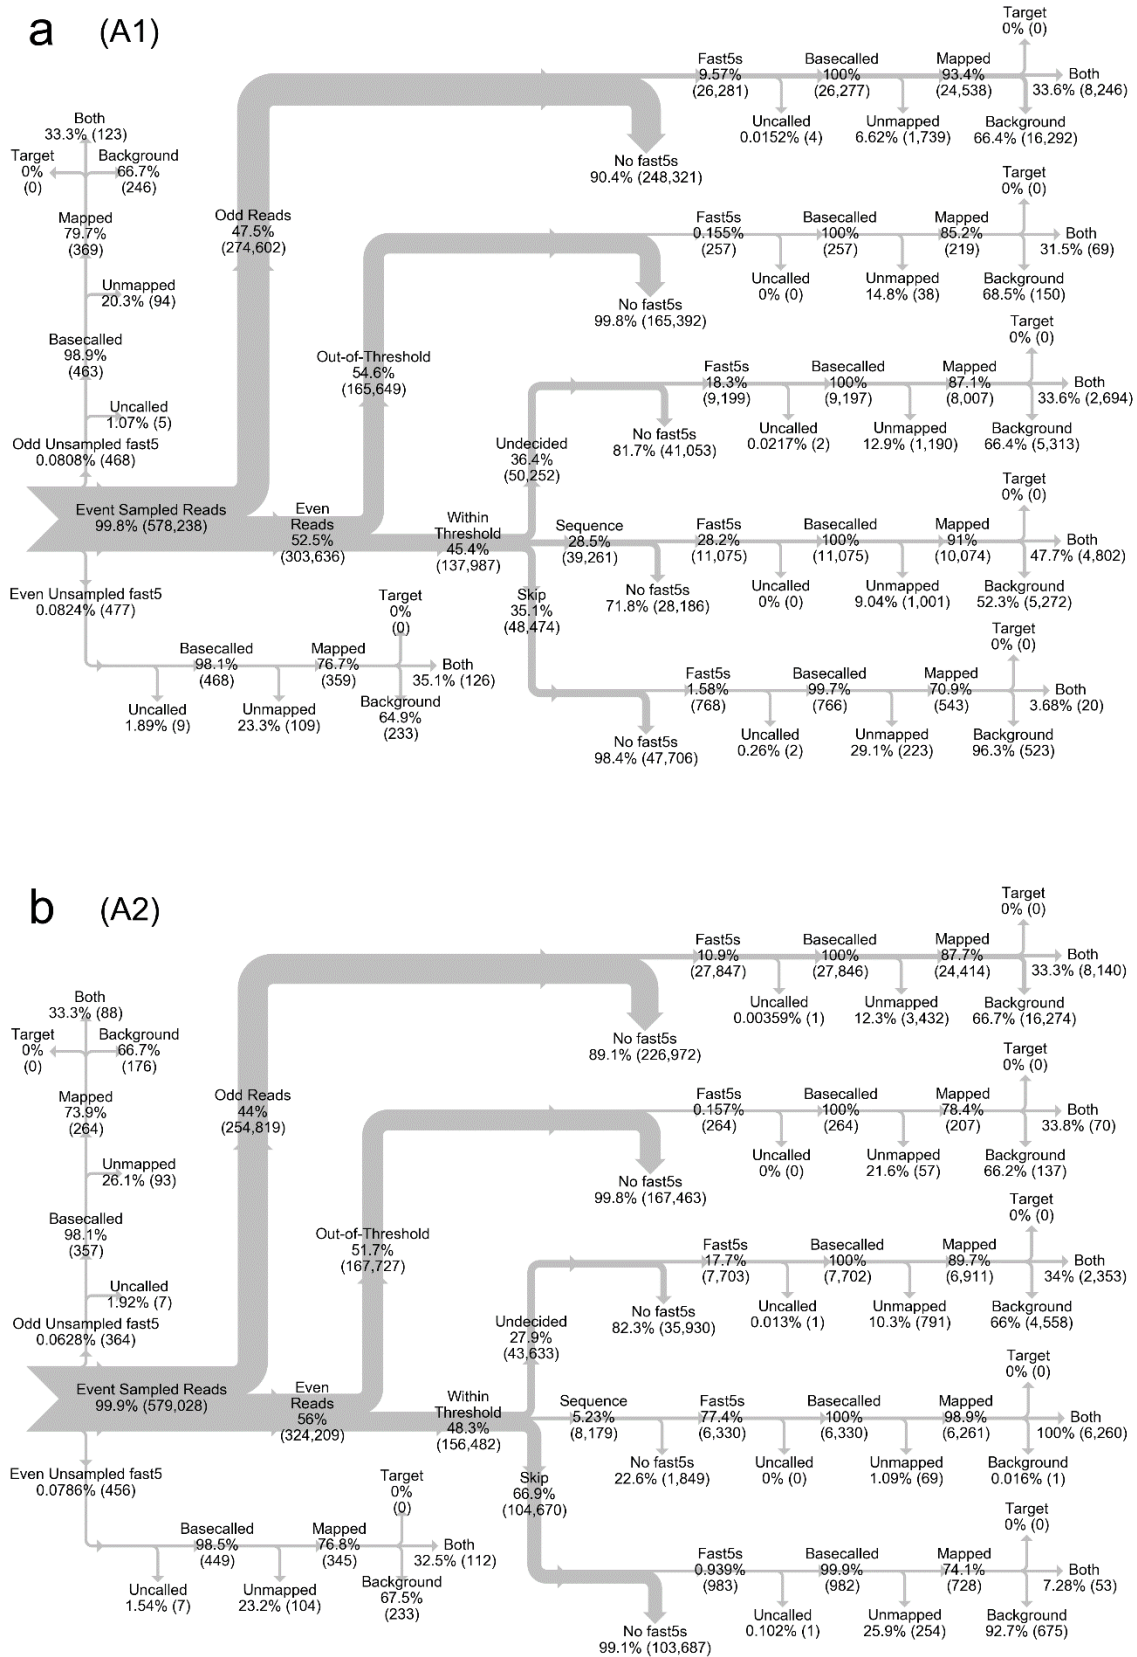 a (A1)
Target
0% (0)
Fast5s
9.57%
(26,281)
Basecalled
100%
(26,277)
Mapped
93.4%
(24,538)
Both
33.6% (8,246)
Uncalled
0.0152% (4)
Unmapped
6.62% (1,739)
Background
66.4% (16,292)
No fast5s
90.4% (248,321)
Both
33.3% (123)
Target
0%
(0)
Background
66.7%
(246)
Mapped
79.7%
(369)
Unmapped
20.3% (94)
Basecalled
98.9%
(463)
Uncalled
1.07% (5)
Odd Unsampled fast5
0.0808% (468)
Odd Reads
47.5%
(274,602)
Target
0% (0)
Fast5s
0.155%
(257)
Basecalled
100%
(257)
Mapped
85.2%
(219)
Both
31.5% (69)
Uncalled
0% (0)
Unmapped
14.8% (38)
Background
68.5% (150)
No fast5s
99.8% (165,392)
Out-of-Threshold
54.6%
(165,649)
Target
0% (0)
Fast5s
18.3%
(9,199)
Basecalled
100%
(9,197)
Mapped
87.1%
(8,007)
Both
33.6% (2,694)
Uncalled
0.0217% (2)
Unmapped
12.9% (1,190)
Background
66.4% (5,313)
No fast5s
81.7% (41,053)
Undecided
36.4%
(50,252)
Event Sampled Reads
99.8% (578,238)
Even
Reads
52.5%
(303,636)
Within
Threshold
45.4%
(137,987)
Sequence
28.5%
(39,261)
Target
0% (0)
Fast5s
28.2%
(11,075)
Basecalled
100%
(11,075)
Mapped
91%
(10,074)
Both
47.7% (4,802)
No fast5s
71.8% (28,186)
Uncalled
0% (0)
Unmapped
9.04% (1,001)
Background
52.3% (5,272)
Skip
35.1%
(48,474)
Even Unsampled fast5
0.0824% (477)
Basecalled
98.1%
(468)
Mapped
76.7%
(359)
Target
0%
(0)
Both
35.1% (126)
Uncalled
1.89% (9)
Unmapped
23.3% (109)
Background
64.9%
(233)
Target
0% (0)
Fast5s
1.58%
(768)
Basecalled
99.7%
(766)
Mapped
70.9%
(543)
Both
3.68% (20)
No fast5s
98.4% (47,706)
Uncalled
0.26% (2)
Unmapped
29.1% (223)
Background
96.3% (523)
b (A2)
Target
0% (0)
Fast5s
10.9%
(27,847)
Basecalled
100%
(27,846)
Mapped
87.7%
(24,414)
Both
33.3% (8,140)
Uncalled
0.00359% (1)
Unmapped
12.3% (3,432)
Background
66.7% (16,274)
No fast5s
89.1% (226,972)
Both
33.3% (88)
Target
0%
(0)
Background
66.7%
(176)
Mapped
73.9%
(264)
Unmapped
26.1% (93)
Basecalled
98.1%
(357)
Uncalled
1.92% (7)
Odd Unsampled fast5
0.0628% (364)
Odd Reads
44%
(254,819)
Target
0% (0)
Fast5s
0.157%
(264)
Basecalled
100%
(264)
Mapped
78.4%
(207)
Both
33.8% (70)
Uncalled
0% (0)
Unmapped
21.6% (57)
Background
66.2% (137)
No fast5s
99.8% (167,463)
Out-of-Threshold
51.7%
(167,727)
Target
0% (0)
Fast5s
17.7%
(7,703)
Basecalled
100%
(7,702)
Mapped
89.7%
(6,911)
Both
34% (2,353)
Uncalled
0.013% (1)
Unmapped
10.3% (791)
Background
66% (4,558)
No fast5s
82.3% (35,930)
Undecided
27.9%
(43,633)
Event Sampled Reads
99.9% (579,028)
Even
Reads
56%
(324,209)
Within
Threshold
48.3%
(156,482)
Sequence
5.23%
(8,179)
Target
0% (0)
Fast5s
77.4%
(6,330)
Basecalled
100%
(6,330)
Mapped
98.9%
(6,261)
Both
100% (6,260)
No fast5s
22.6% (1,849)
Uncalled
0% (0)
Unmapped
1.09% (69)
Background
0.016% (1)
Skip
66.9%
(104,670)
Even Unsampled fast5
0.0786% (456)
Basecalled
98.5%
(449)
Mapped
76.8%
(345)
Target
0%
(0)
Both
32.5% (112)
Uncalled
1.54% (7)
Unmapped
23.2% (104)
Background
67.5%
(233)
Target
0% (0)
Fast5s
0.939%
(983)
Basecalled
99.9%
(982)
Mapped
74.1%
(728)
Both
7.28% (53)
No fast5s
99.1% (103,687)
Uncalled
0.102% (1)
Unmapped
25.9% (254)
Background
92.7% (675)